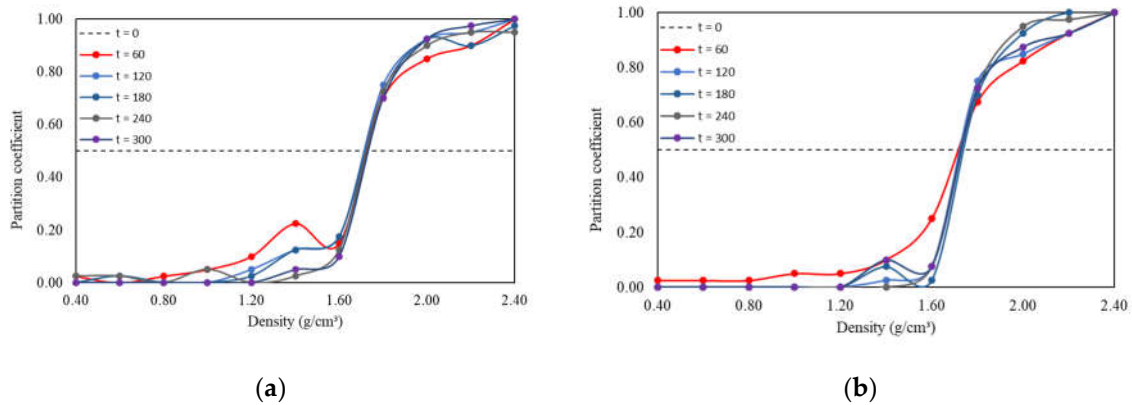 1.00
0.80
0.60
0.40
0.20
0.00
Partition coefficient
t = 0
t = 60
t = 120
t = 180
t = 240
t = 300
0.40 0.80 1.20 1.60 2.00 2.40
Density (g/cm³)
(a)
1.00
0.80
0.60
0.40
0.20
0.00
Partition coefficient
t = 0
t = 60
t = 120
t = 180
t = 240
t = 300
0.40 0.80 1.20 1.60 2.00 2.40
Density (g/cm³)
(b)